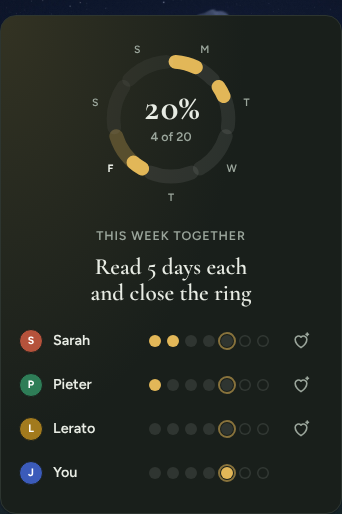 S
M
S
T
20%
4 of 20
F
W
T
THIS WEEK TOGETHER
Read 5 days each
and close the ring
S Sarah
P Pieter
L Lerato
J You